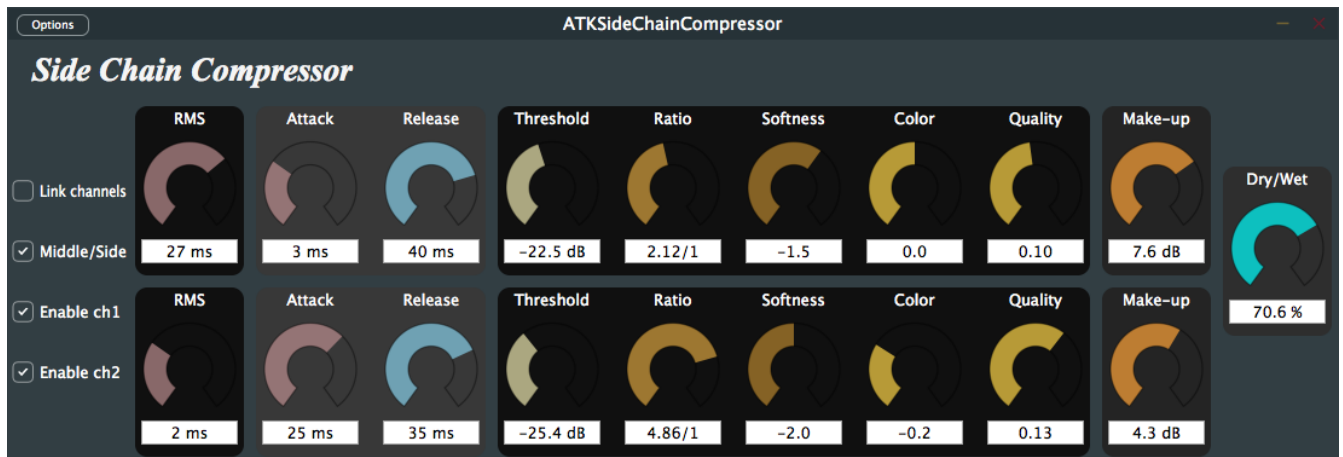 Options
ATKSideChainCompressor
Side Chain Compressor
RMS Attack Release Threshold Ratio Softness Color Quality Make-up
Link channels
Dry/Wet
Middle/Side
27 ms 3 ms 40 ms -22.5 dB 2.12/1 -1.5 0.0 0.10 7.6 dB
RMS Attack Release Threshold Ratio Softness Color Quality Make-up
Enable ch1
70.6 %
Enable ch2
2 ms 25 ms 35 ms -25.4 dB 4.86/1 -2.0 -0.2 0.13 4.3 dB